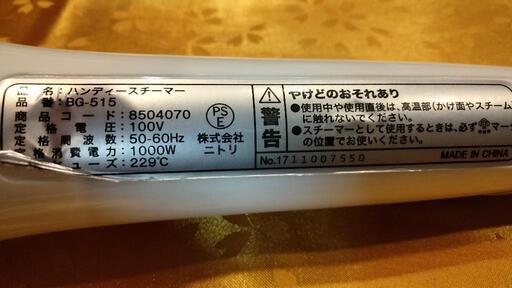 品名:ハンディースチーマー
品番:BG-515
商品コード:8504070
定格電圧:100V
定格周波数:50-60Hz
定格消費電力:1000W
ューズ:229℃
PSE
株式会社
ニトリ
警告
やけどのおそれあり
●使用中や使用直後は、高温部(かけ面やスチーム)
に触れないでください。
●スチーマーとして使用するときは、必ず マー
の位置でお使いください。
No.1711007550
MADE IN CHINA